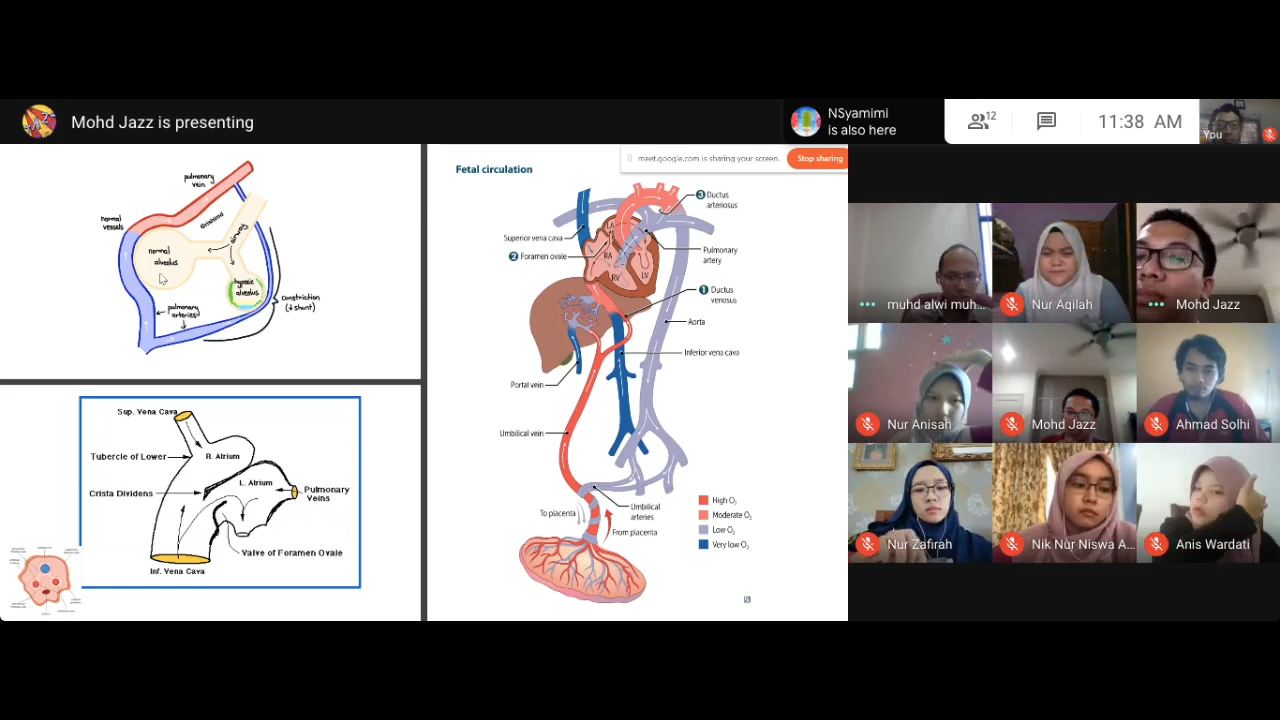 Mohd Jazz is presenting
NSyamimi
is also here
12
11:38 AM
You
pulmonary
vein
normal
vessels
airway
normal
alveolus
hypoxic
alveolus
pulmonary
arteries
constriction
(↓shunt)
Sup. Vena Cava
Tubercle of Lower
R. Atrium
Crista Dividens
L. Atrium
Pulmonary
Veins
Valve of Foramen Ovale
Inf. Vena Cava
Fetal circulation
meet.google.com is sharing your screen.
Stop sharing
3 Ductus
arteriosus
Superior vena cava
2 Foramen ovale
LA
RA
RV
LV
Pulmonary
artery
1 Ductus
venosus
Aorta
Inferior vena cava
Portal vein
Umbilical vein
To placenta
Umbilical
arteries
From placenta
High O₂
Moderate O₂
Low O₂
Very low O₂
muhd alwi muh...
Nur Aqilah
Mohd Jazz
Nur Anisah
Mohd Jazz
Ahmad Solhi
Nur Zafirah
Nik Nur Niswa A...
Anis Wardati